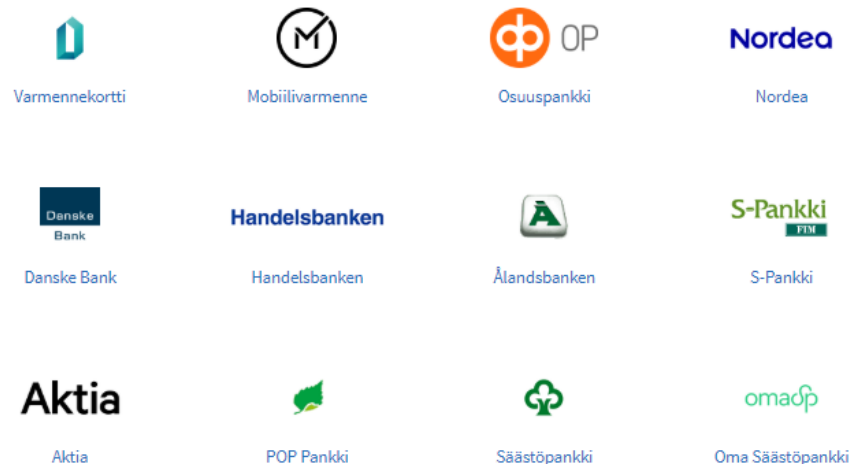 OP
Nordea
Varmennekortti
Mobiilivarmenne
Osuuspankki
Nordea
Danske
Bank
Handelsbanken
Å
S-Pankki
FIM
Danske Bank
Handelsbanken
Ålandsbanken
S-Pankki
Aktia
omasp
Aktia
POP Pankki
Säästöpankki
Oma Säästöpankki